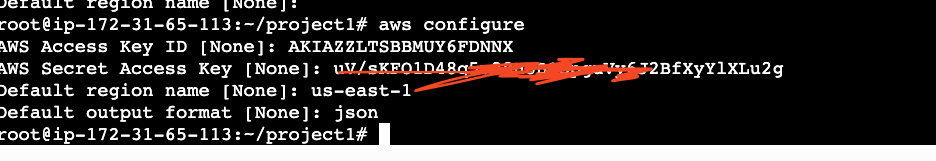 Default region name [None]:
root@ip-172-31-65-113:~/project1# aws configure
AWS Access Key ID [None]: AKIAZZLTSBBMUY6FDNNX
AWS Secret Access Key [None]:
Default region name [None]: us-east-1
Default output format [None]: json
root@ip-172-31-65-113:~/project1#